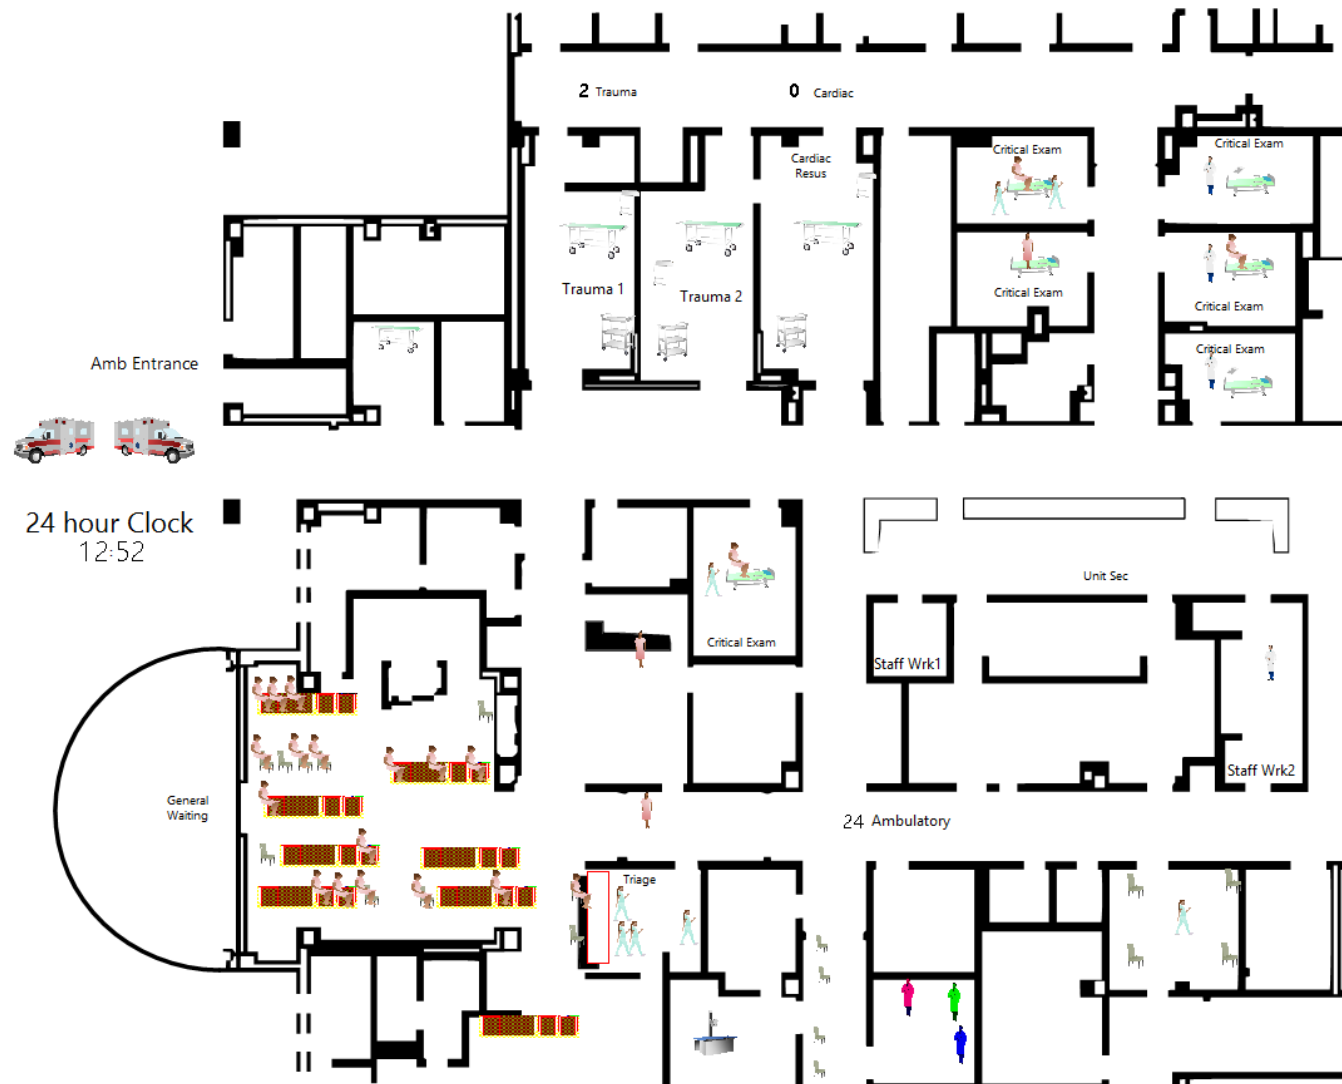 2 Trauma
0 Cardiac
Critical Exam
Critical Exam
Cardiac
Resus
Trauma 1
Trauma 2
Critical Exam
Critical Exam
Critical Exam
Amb Entrance
24 hour Clock
12:52
Unit Sec
Critical Exam
Staff Wrk1
Staff Wrk2
General
Waiting
24 Ambulatory
Triage